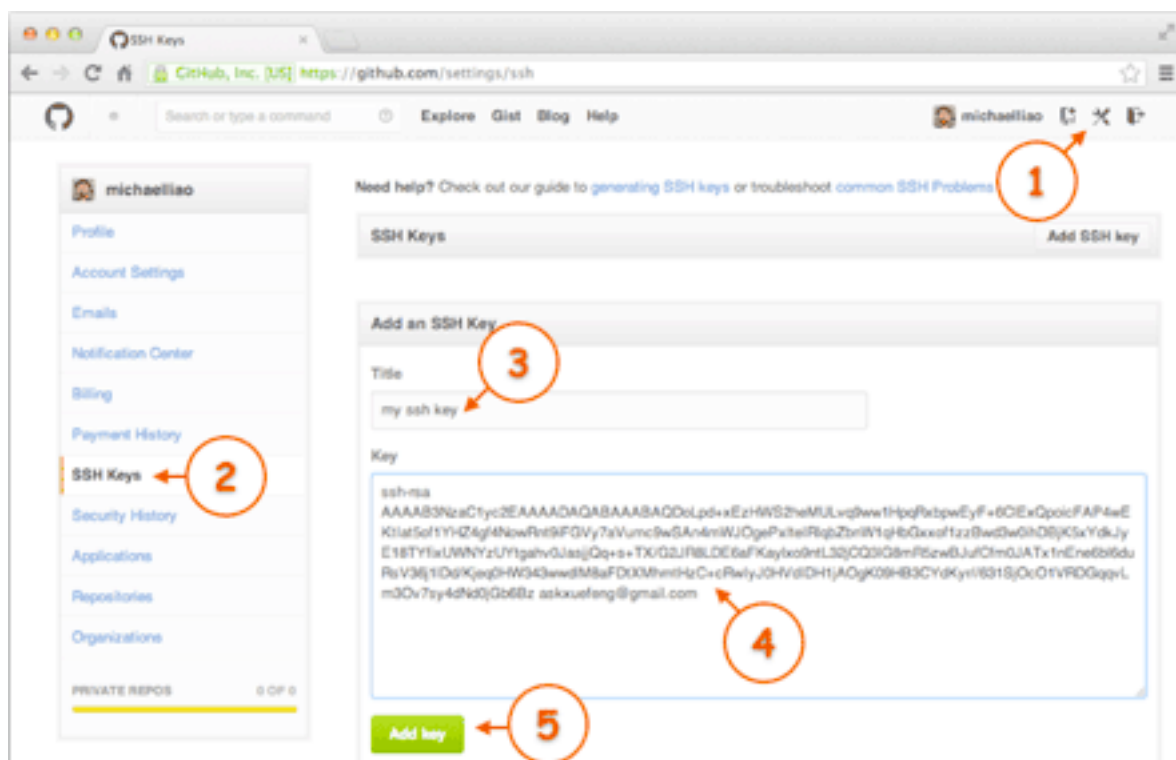 SSH Keys
GitHub, Inc. [US] https://github.com/settings/ssh
Search or type a command Explore Gist Blog Help michaelliao
1
michaelliao
Need help? Check out our guide to generating SSH keys or troubleshoot common SSH Problems
Profile
Account Settings
Emails
Notification Center
Billing
Payment History
SSH Keys
2
Security History
Applications
Repositories
Organizations
PRIVATE REPOS 0 OF 0
SSH Keys Add SSH key
Add an SSH Key
3
Title
my ssh key
Key
ssh-rsa
askxuefeng@gmail.com
4
Add key
5